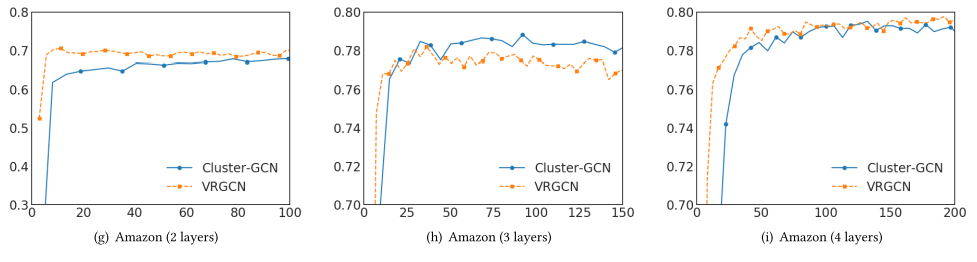 0.8
0.7
0.6
0.5
0.4
0.3
0 20 40 60 80 100
Cluster-GCN
VRGCN
(g) Amazon (2 layers)
0.80
0.78
0.76
0.74
0.72
0.70
0 25 50 75 100 125 150
Cluster-GCN
VRGCN
(h) Amazon (3 layers)
0.80
0.78
0.76
0.74
0.72
0.70
0 50 100 150 200
Cluster-GCN
VRGCN
(i) Amazon (4 layers)